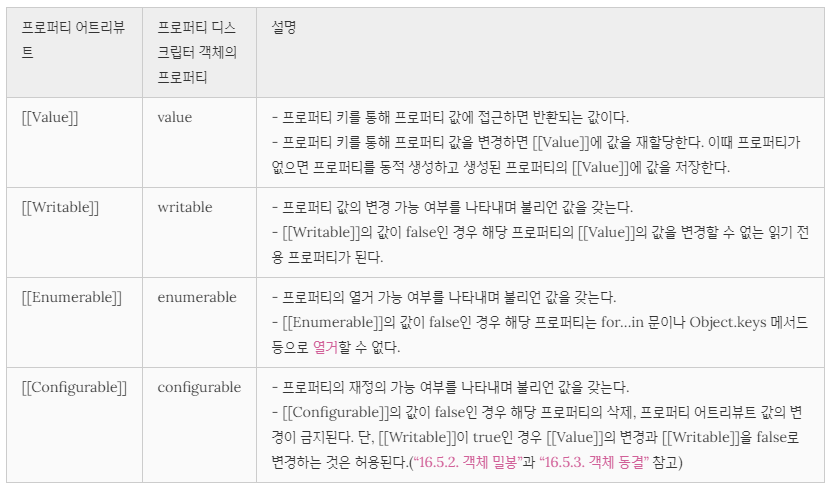 프로퍼티 어트리뷰
트
프로퍼티 디스
크립터 객체의
프로퍼티
설명
[[Value]]
value
- 프로퍼티 키를 통해 프로퍼티 값에 접근하면 반환되는 값이다.
- 프로퍼티 키를 통해 프로퍼티 값을 변경하면 [[Value]]에 값을 재할당한다. 이때 프로퍼티가
없으면 프로퍼티를 동적 생성하고 생성된 프로퍼티의 [[Value]]에 값을 저장한다.
[[Writable]]
writable
- 프로퍼티 값의 변경 가능 여부를 나타내며 불리언 값을 갖는다.
- [[Writable]]의 값이 false인 경우 해당 프로퍼티의 [[Value]]의 값을 변경할 수 없는 읽기 전
용 프로퍼티가 된다.
[[Enumerable]]
enumerable
- 프로퍼티의 열거 가능 여부를 나타내며 불리언 값을 갖는다.
- [[Enumerable]]의 값이 false인 경우 해당 프로퍼티는 for...in 문이나 Object.keys 메서드
등으로 열거할 수 없다.
[[Configurable]]
configurable
- 프로퍼티의 재정의 가능 여부를 나타내며 불리언 값을 갖는다.
- [[Configurable]]의 값이 false인 경우 해당 프로퍼티의 삭제, 프로퍼티 어트리뷰트 값의 변
경이 금지된다. 단, [[Writable]]이 true인 경우 [[Value]]의 변경과 [[Writable]]을 false로
변경하는 것은 허용된다.(“16.5.2. 객체 밀봉”과 “16.5.3. 객체 동결” 참고)